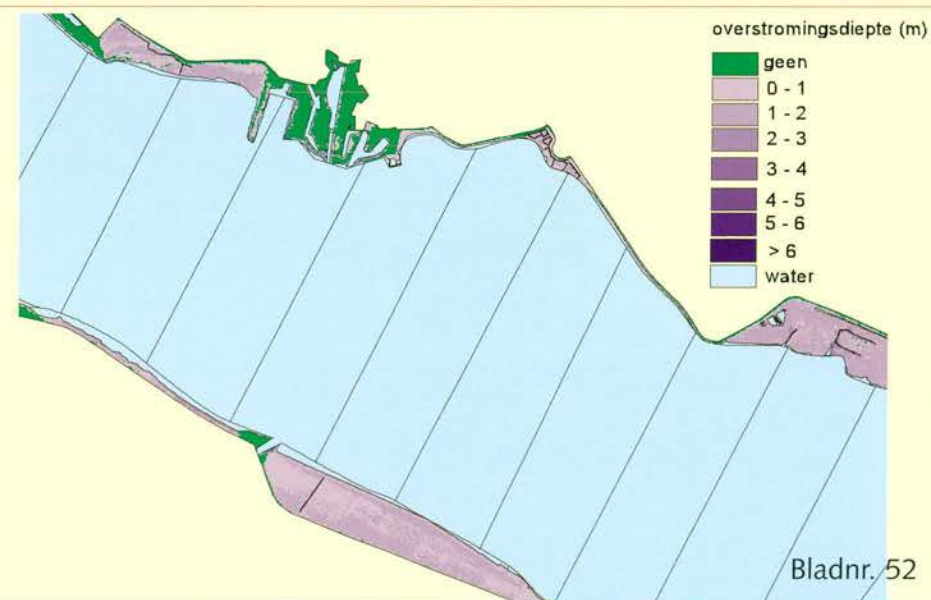 overstromingsdiepte (m)
geen
0 - 1
1 - 2
2 - 3
3 - 4
4 - 5
5 - 6
> 6
water
Bladnr. 52